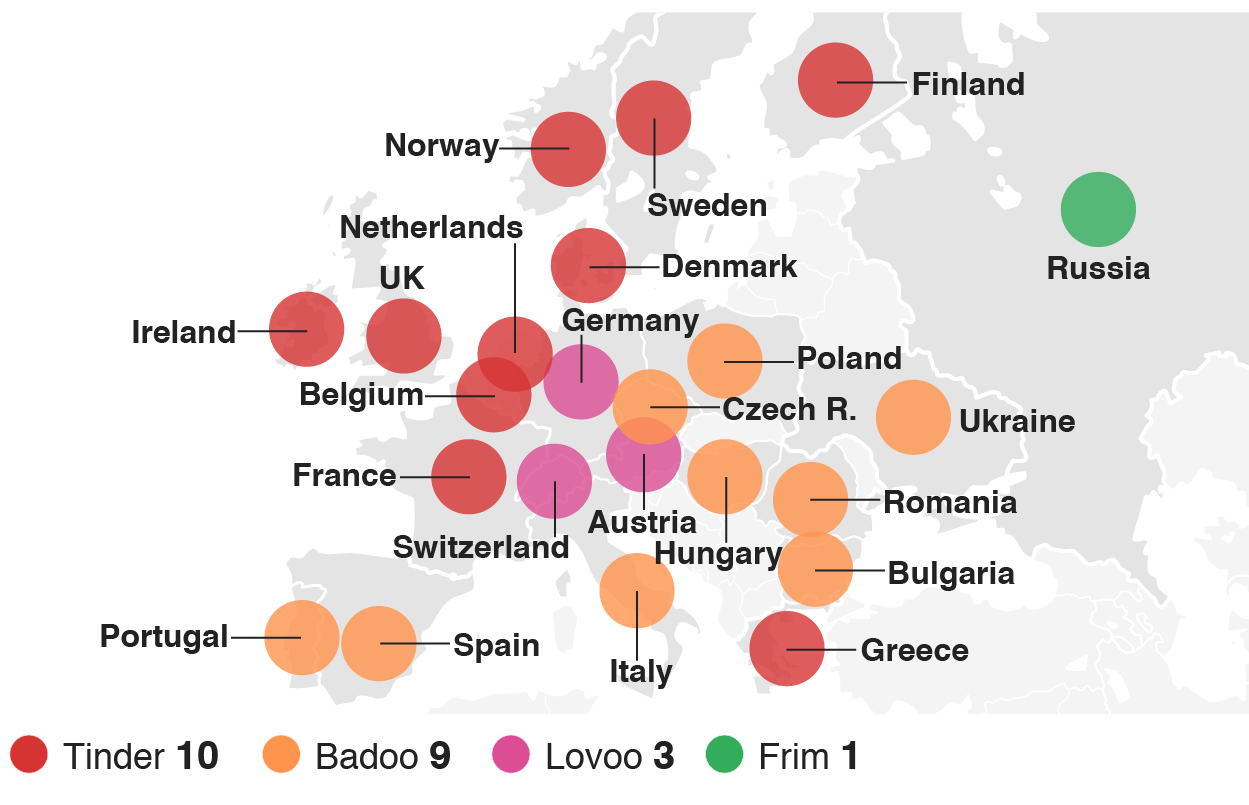 Finland
Norway
Sweden
Netherlands
Denmark
Russia
UK
Germany
Ireland
Poland
Belgium
Czech R.
Ukraine
France
Romania
Austria
Switzerland
Hungary
Bulgaria
Portugal
Spain
Greece
Italy
Tinder 10
Badoo 9
Lovoo 3
Frim 1